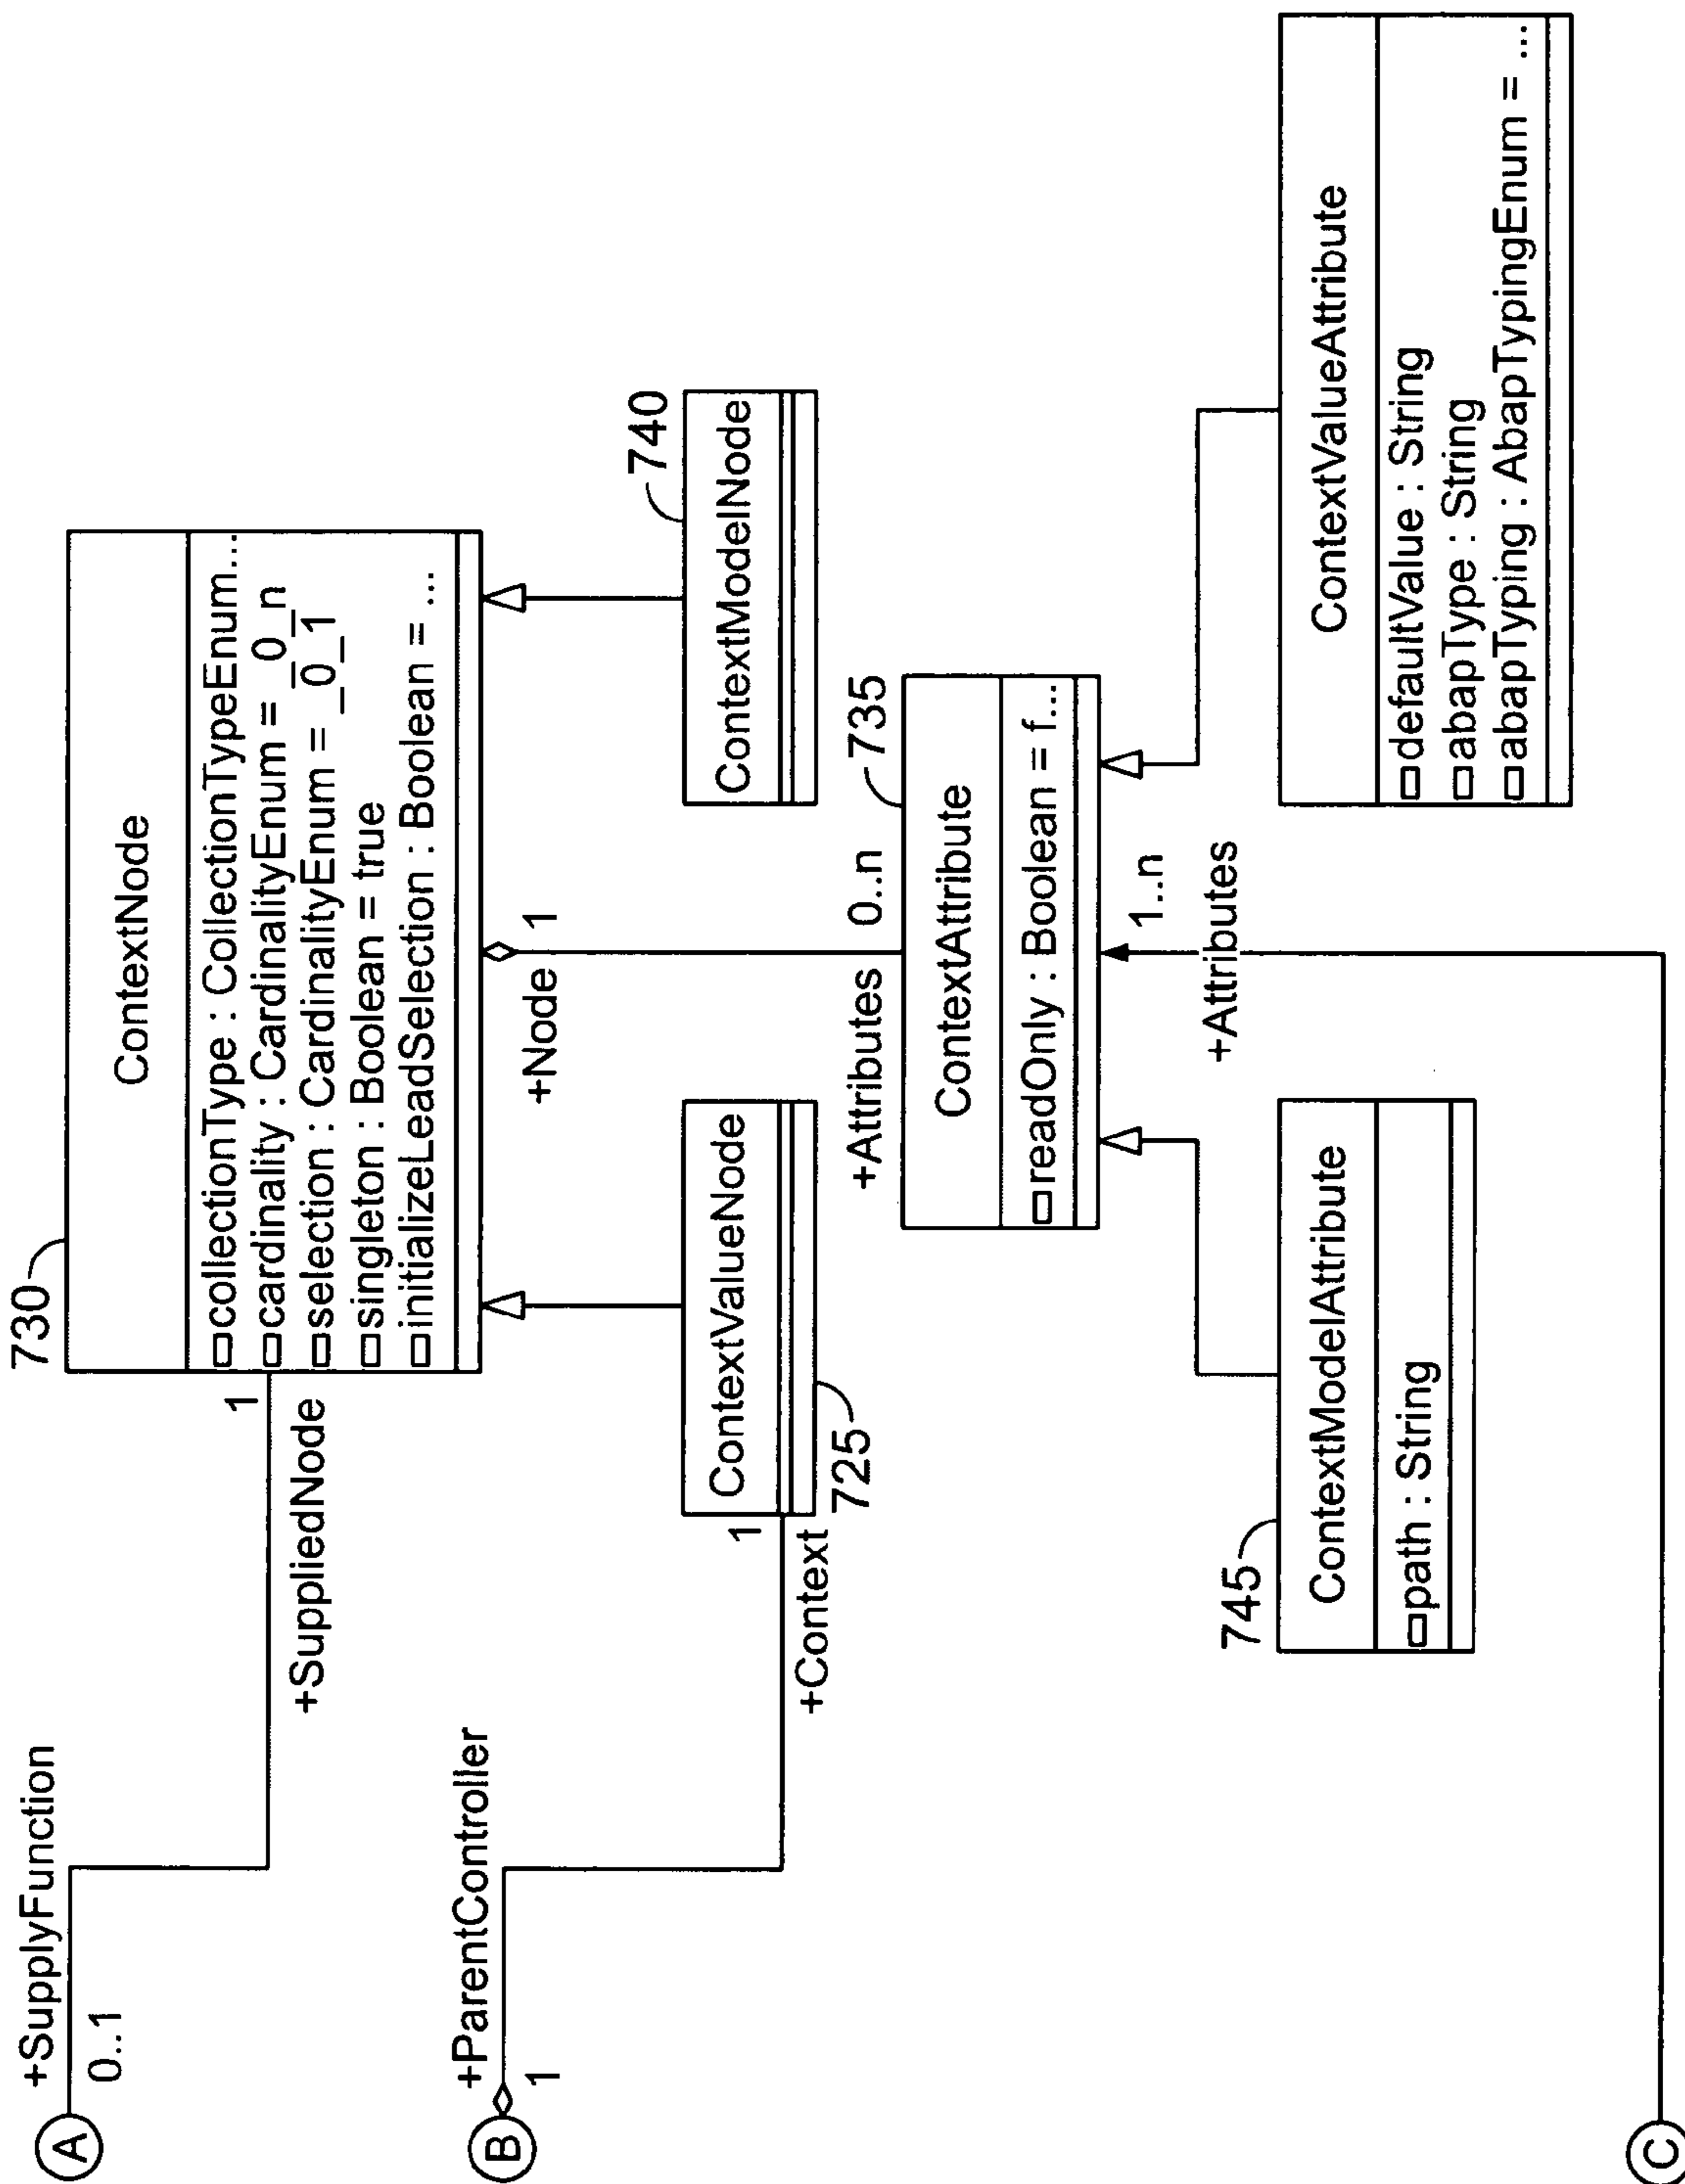 +SupplyFunction
A
0..1
730
ContextNode
collectionType : CollectionTypeEnum...
cardinality : CardinalityEnum = _0_n
selection : CardinalityEnum = _0_1
singleton : Boolean = true
initializeLeadSelection : Boolean = ...
1
+SuppliedNode
+ParentController
B
1
+Node
1
ContextValueNode
725
1
+Context
740
ContextModelNode
+Attributes
0..n
735
ContextAttribute
readOnly : Boolean = f...
1..n
+Attributes
745
ContextModelAttribute
path : String
ContextValueAttribute
defaultValue : String
abapType : String
abapTyping : AbapTypingEnum = ...
C